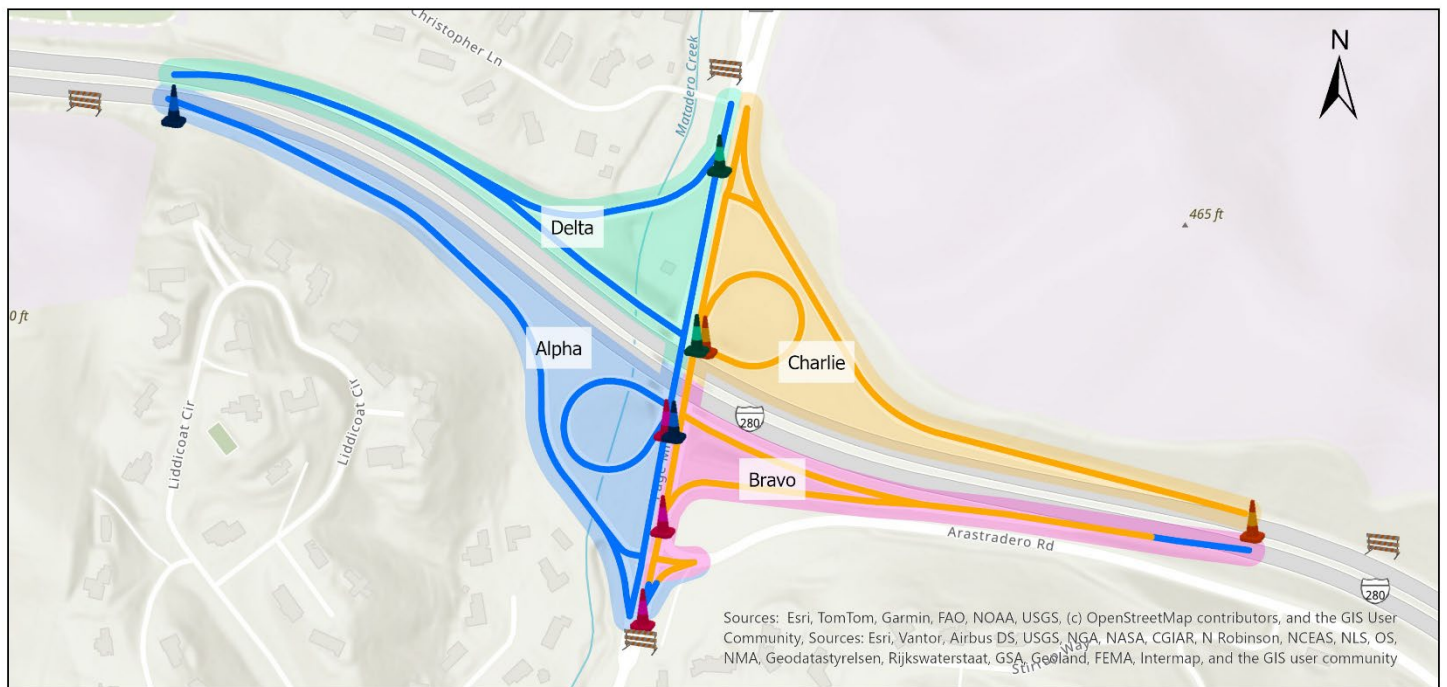 Christopher Ln
Matadero Creek
N
465 ft
Delta
0 ft
Alpha
Charlie
Liddicoat Cir
Liddicoat Cir
280
Bravo
Arastradero Rd
280
Sources: Esri, TomTom, Garmin, FAO, NOAA, USGS, (c) OpenStreetMap contributors, and the GIS User
Community, Sources: Esri, Vantor, Airbus DS, USGS, NGA, NASA, CGIAR, N Robinson, NCEAS, NLS, OS,
NMA, Geodatastyrelsen, Rijkswaterstaat, GSA, Geoland, FEMA, Intermap, and the GIS user community